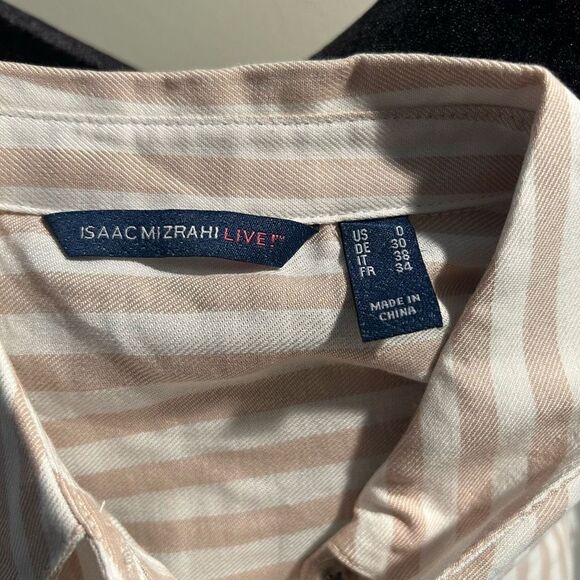 ISAAC MIZRAHI LIVE!™
US 0
DE 30
IT 38
FR 34
MADE IN
CHINA